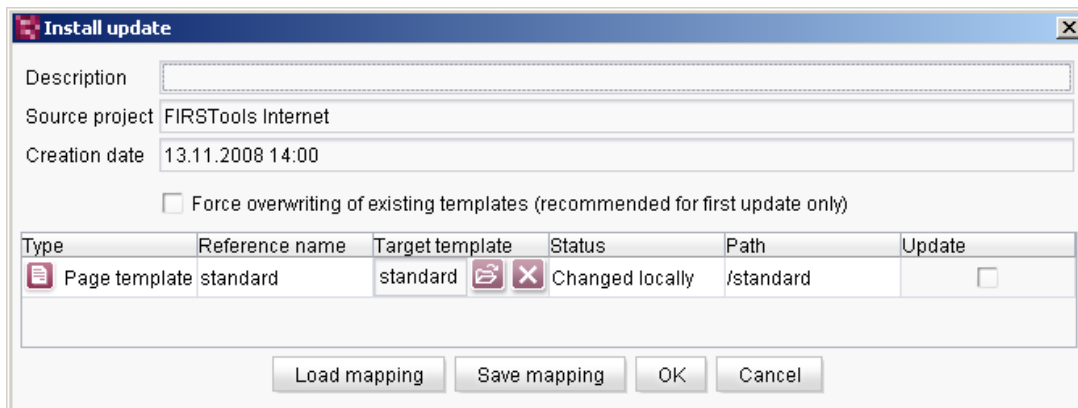 Install update
Description
Source project FIRSTools Internet
Creation date 13.11.2008 14:00
Force overwriting of existing templates (recommended for first update only)
Type Reference name Target template Status Path Update
Page template standard standard Changed locally /standard
Load mapping Save mapping OK Cancel